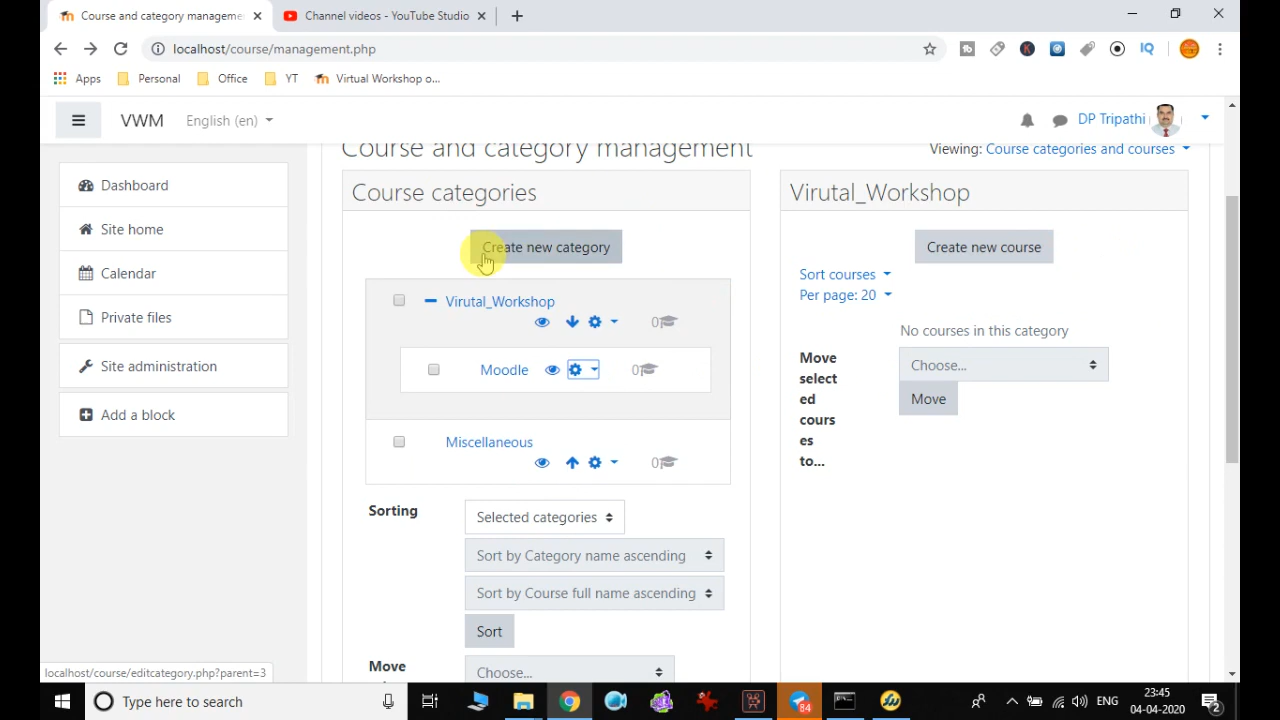 Course and category manageme
Channel videos - YouTube Studio
localhost/course/management.php
Apps
Personal
Office
YT
Virtual Workshop o...
VWM
English (en)
DP Tripathi
Dashboard
Site home
Calendar
Private files
Site administration
Add a block
Course and category management
Viewing: Course categories and courses
Course categories
Create new category
Virutal_Workshop
0
Moodle
0
Miscellaneous
0
Sorting
Selected categories
Sort by Category name ascending
Sort by Course full name ascending
Sort
Move
Choose...
Virutal_Workshop
Create new course
Sort courses
Per page: 20
No courses in this category
Move
select
ed
cours
es
to...
Choose...
Move
localhost/course/editcategory.php?parent=3
Type here to search
84
ENG
23:45
04-04-2020
2